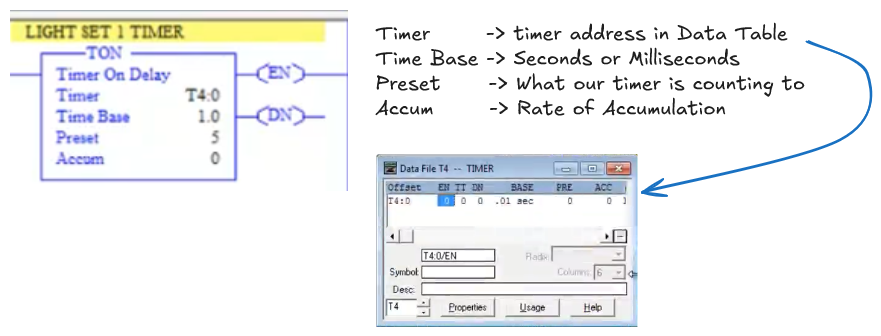 LIGHT SET 1 TIMER
TON
Timer On Delay
Timer T4:0
Time Base 1.0
Preset 5
Accum 0
EN
DN
Timer -> timer address in Data Table
Time Base -> Seconds or Milliseconds
Preset -> What our timer is counting to
Accum -> Rate of Accumulation
Data File T4 -- TIMER
Offset EN TT DN BASE PRE ACC
T4:0 0 0 0 .01 sec 0 0
T4:0/EN
Radix:
Symbol:
Columns: 6
Desc:
T4
Properties
Usage
Help